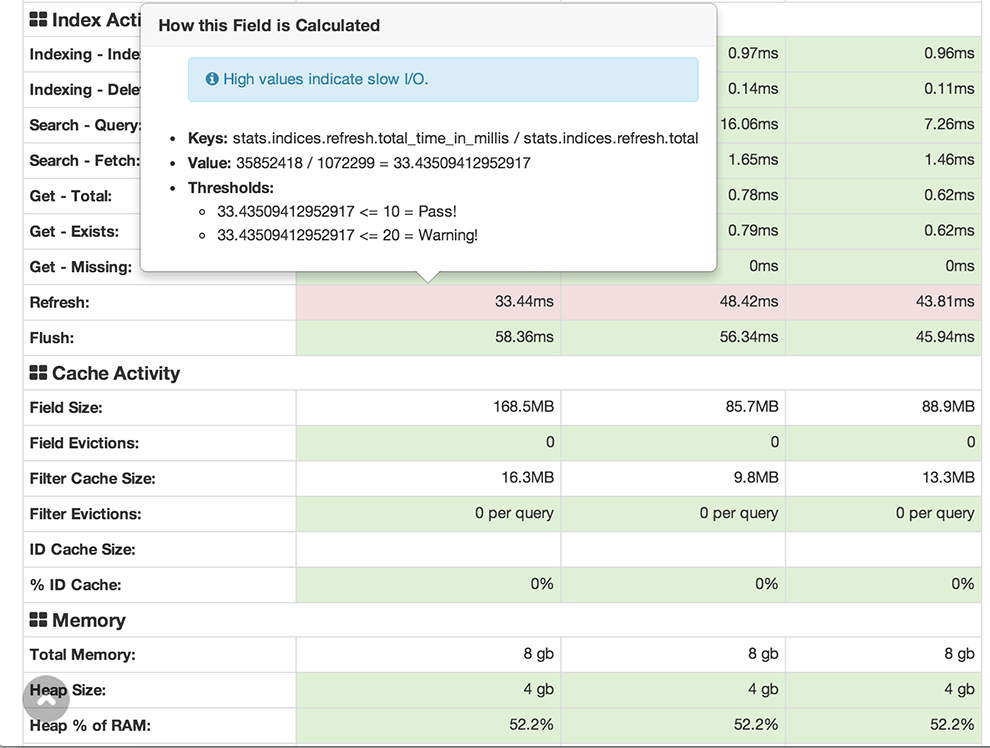 Index Acti
How this Field is Calculated
High values indicate slow I/O.
Keys: stats.indices.refresh.total_time_in_millis / stats.indices.refresh.total
Value: 35852418 / 1072299 = 33.43509412952917
Thresholds:
33.43509412952917 <= 10 = Pass!
33.43509412952917 <= 20 = Warning!
Indexing - Inde 0.97ms 0.96ms
Indexing - Dele 0.14ms 0.11ms
Search - Query: 16.06ms 7.26ms
Search - Fetch: 1.65ms 1.46ms
Get - Total: 0.78ms 0.62ms
Get - Exists: 0.79ms 0.62ms
Get - Missing: 0ms 0ms
Refresh: 33.44ms 48.42ms 43.81ms
Flush: 58.36ms 56.34ms 45.94ms
Cache Activity
Field Size: 168.5MB 85.7MB 88.9MB
Field Evictions: 0 0 0
Filter Cache Size: 16.3MB 9.8MB 13.3MB
Filter Evictions: 0 per query 0 per query 0 per query
ID Cache Size:
% ID Cache: 0% 0% 0%
Memory
Total Memory: 8 gb 8 gb 8 gb
Heap Size: 4 gb 4 gb 4 gb
Heap % of RAM: 52.2% 52.2% 52.2%